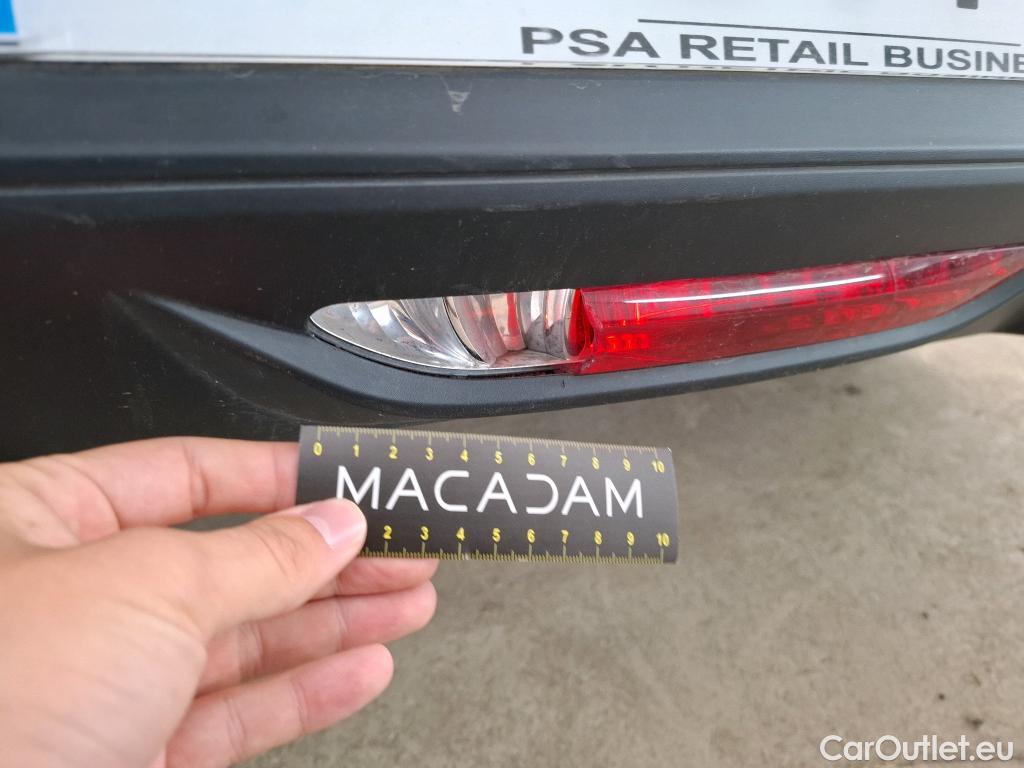 PSA RETAIL BUSINE
0 1 2 3 4 5 6 7 8 9 10
MACADAM
2 3 4 5 6 7 8 9 10
CarOutlet.eu